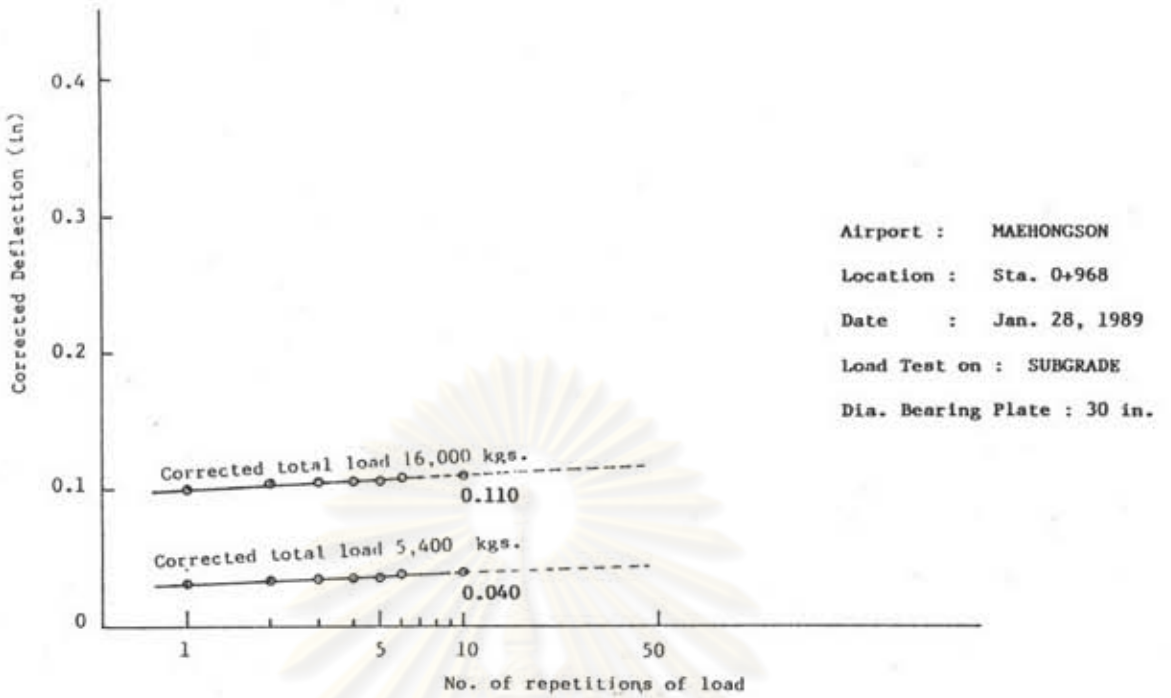 Corrected Deflection (in)
0.4
0.3
0.2
0.1
0
Corrected total load 16,000 kgs.
0.110
Corrected total load 5,400 kgs.
0.040
1 5 10 50
No. of repetitions of load
Airport : MAEHONGSON
Location : Sta. 0+968
Date : Jan. 28, 1989
Load Test on : SUBGRADE
Dia. Bearing Plate : 30 in.